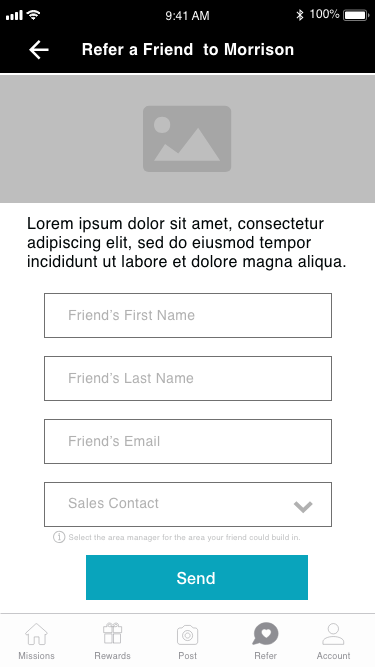 9:41 AM 100%
Refer a Friend  to Morrison
Lorem ipsum dolor sit amet, consectetur
adipiscing elit, sed do eiusmod tempor
incididunt ut labore et dolore magna aliqua.
Friend's First Name
Friend's Last Name
Friend's Email
Sales Contact
Select the area manager for the area your friend could build in.
Send
Missions Rewards Post Refer Account